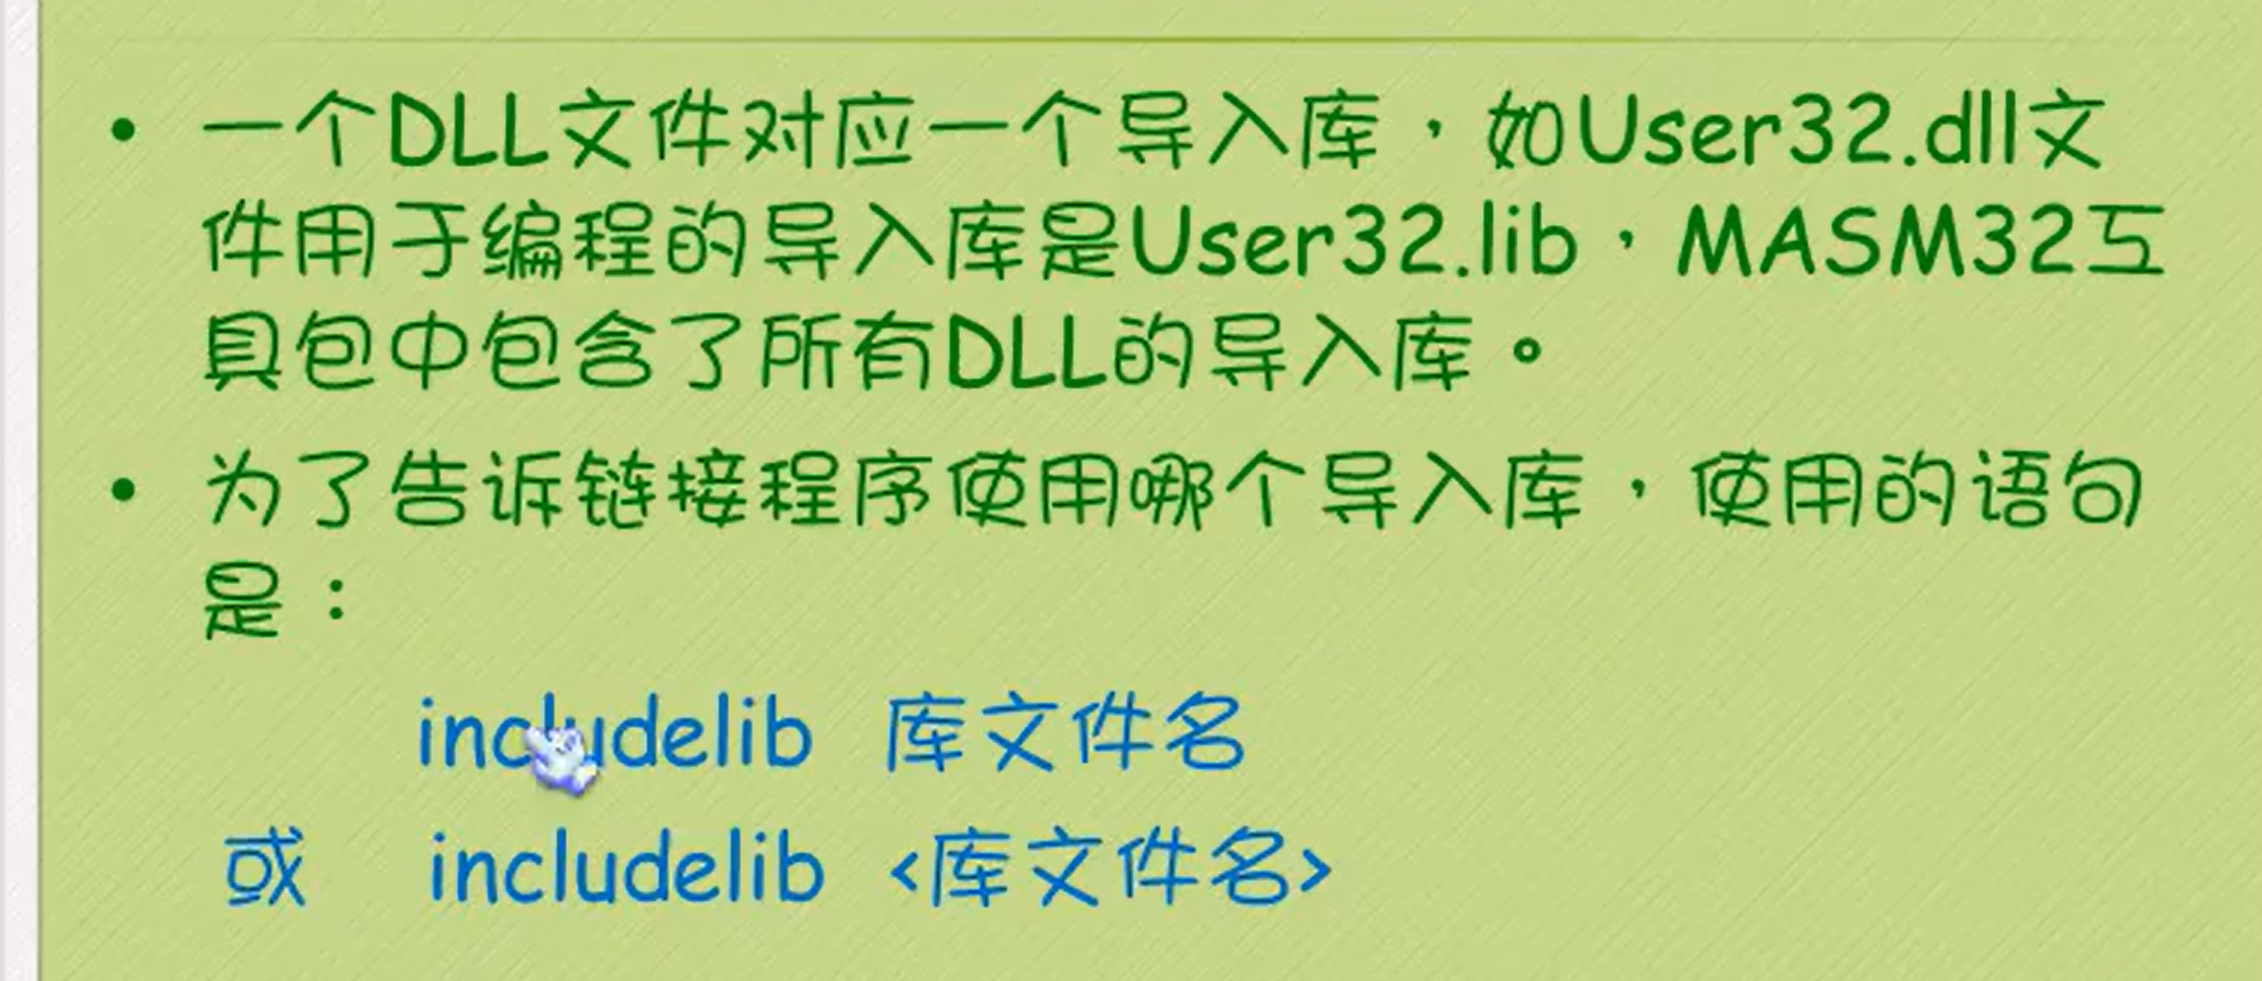 • 一个DLL文件对应一个导入库，如User32.dll文
件用于编程的导入库是User32.lib，MASM32工
具包中包含了所有DLL的导入库。
• 为了告诉链接程序使用哪个导入库，使用的语句
是：
includelib 库文件名
或 includelib <库文件名>